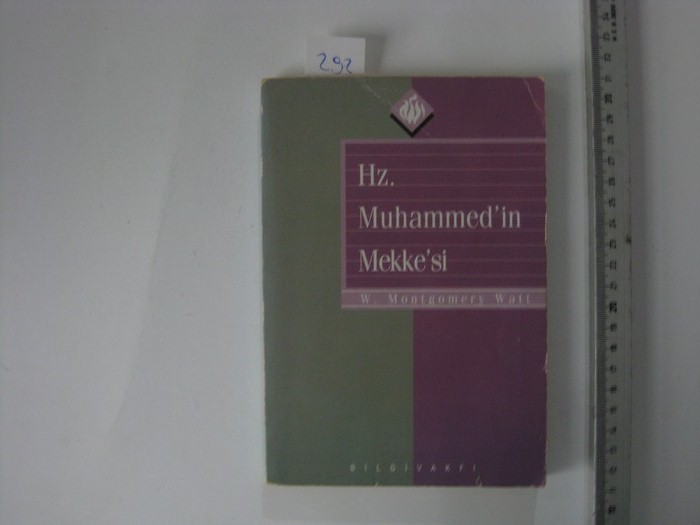 292
Hz.
Muhammed'in
Mekke'si
W. Montgomery Watt
BİLGİVAKFI